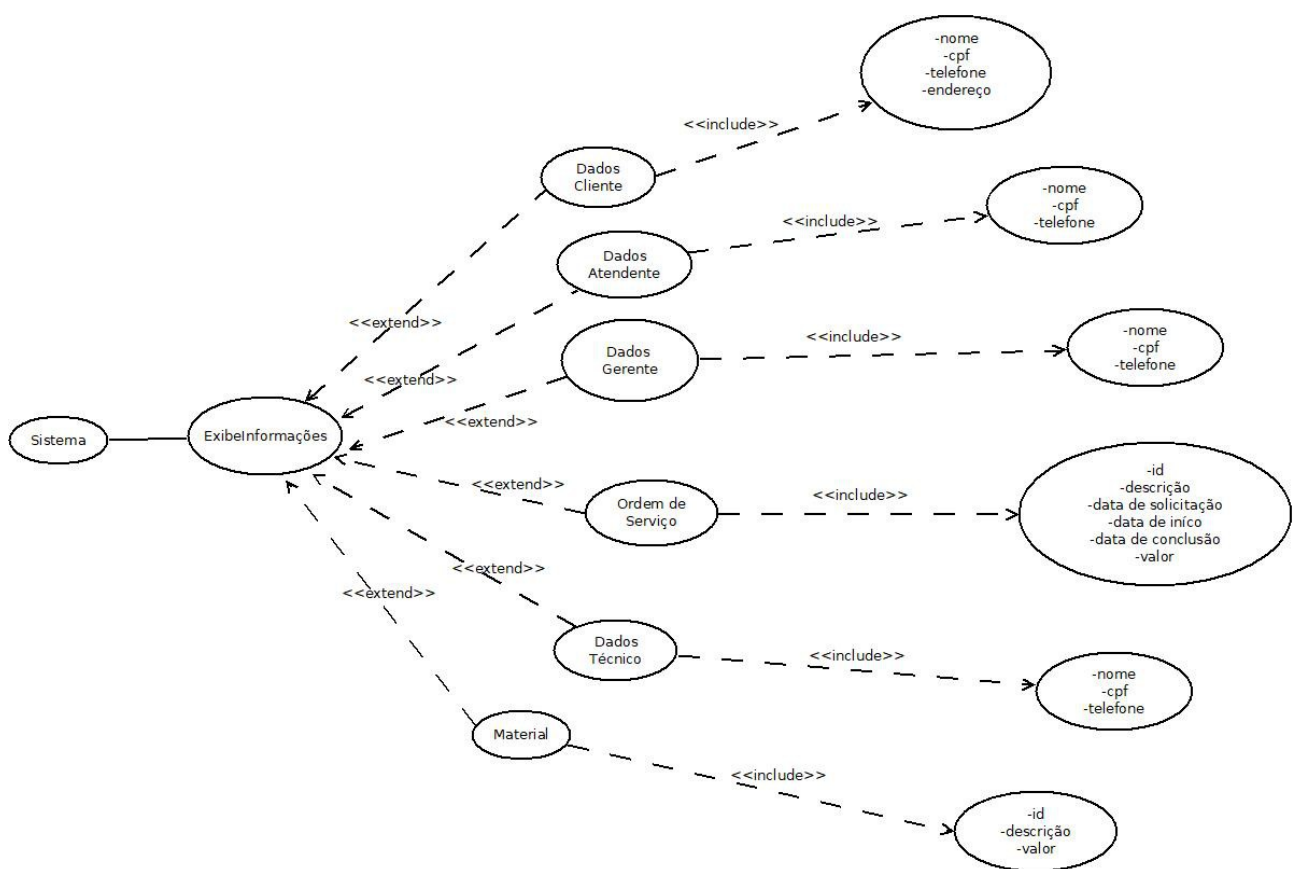 -nome
-cpf
-telefone
-endereço
<<include>>
Dados
Cliente
-nome
-cpf
-telefone
<<include>>
Dados
Atendente
<<extend>>
-nome
-cpf
-telefone
<<include>>
Dados
Gerente
<<extend>>
<<extend>>
Sistema
ExibeInformações
-id
-descrição
-data de solicitação
-data de iníco
-data de conclusão
-valor
<<include>>
Ordem de
Serviço
<<extend>>
<<extend>>
<<extend>>
Dados
Técnico
<<include>>
-nome
-cpf
-telefone
Material
<<include>>
-id
-descrição
-valor